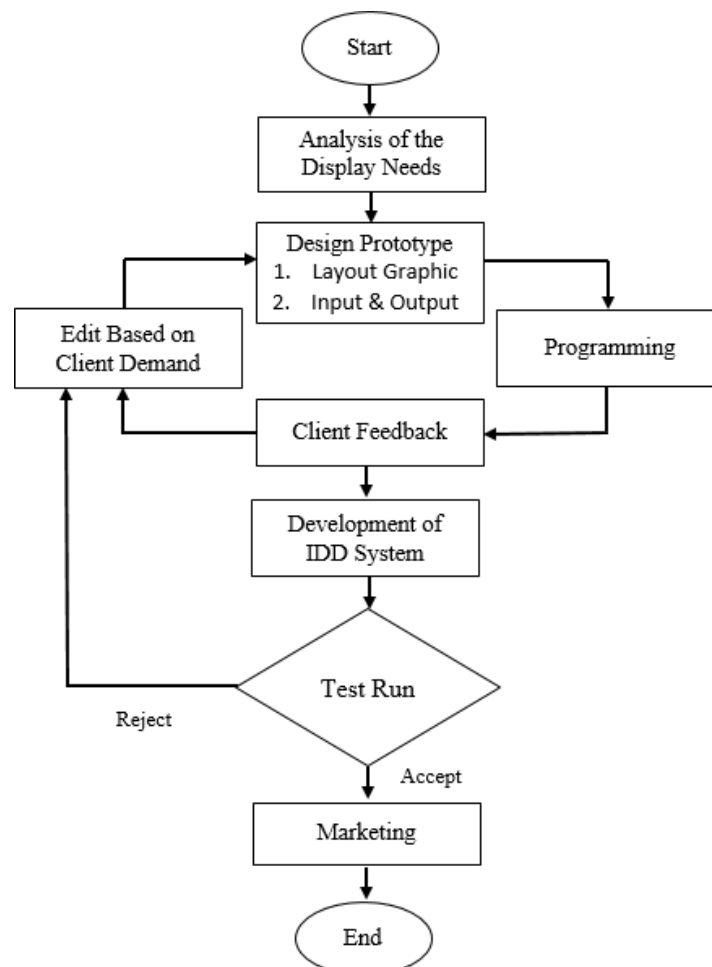 Start
Analysis of the
Display Needs
Design Prototype
1. Layout Graphic
2. Input & Output
Edit Based on
Client Demand
Programming
Client Feedback
Development of
IDD System
Test Run
Reject
Accept
Marketing
End